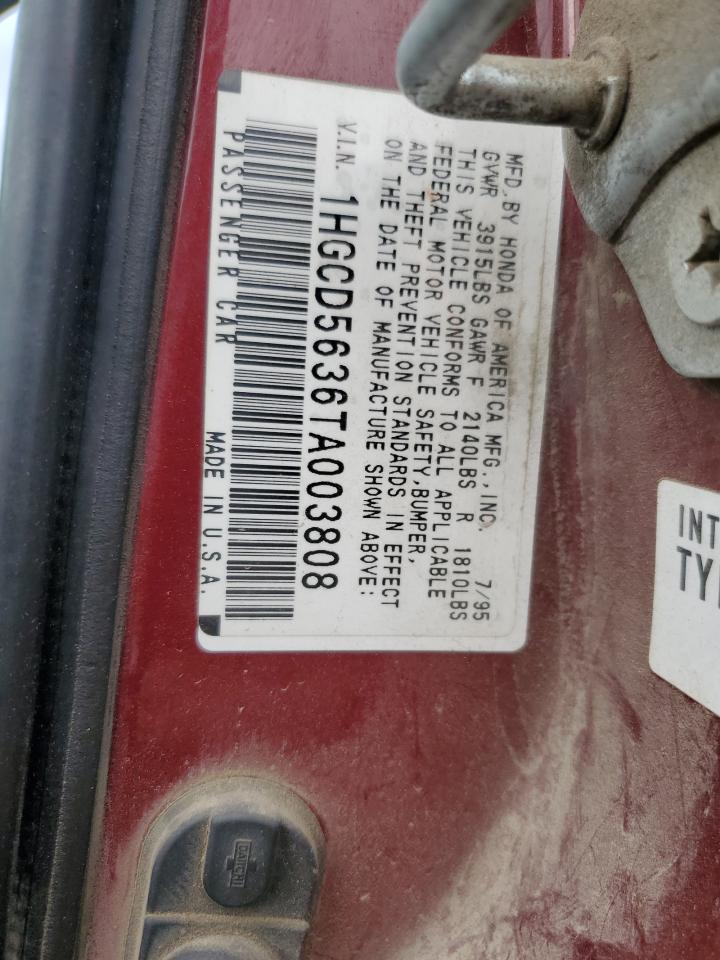 MFD. BY HONDA OF AMERICA MFG., INC. 7/95
GVWR 3915LBS GAWR F 2140LBS R 1810LBS
THIS VEHICLE CONFORMS TO ALL APPLICABLE
FEDERAL MOTOR VEHICLE SAFETY, BUMPER,
AND THEFT PREVENTION STANDARDS IN EFFECT
ON THE DATE OF MANUFACTURE SHOWN ABOVE:
V.I.N. 1HGCD5636TA003808
PASSENGER CAR MADE IN U.S.A.
INT
TY
DAIICHI